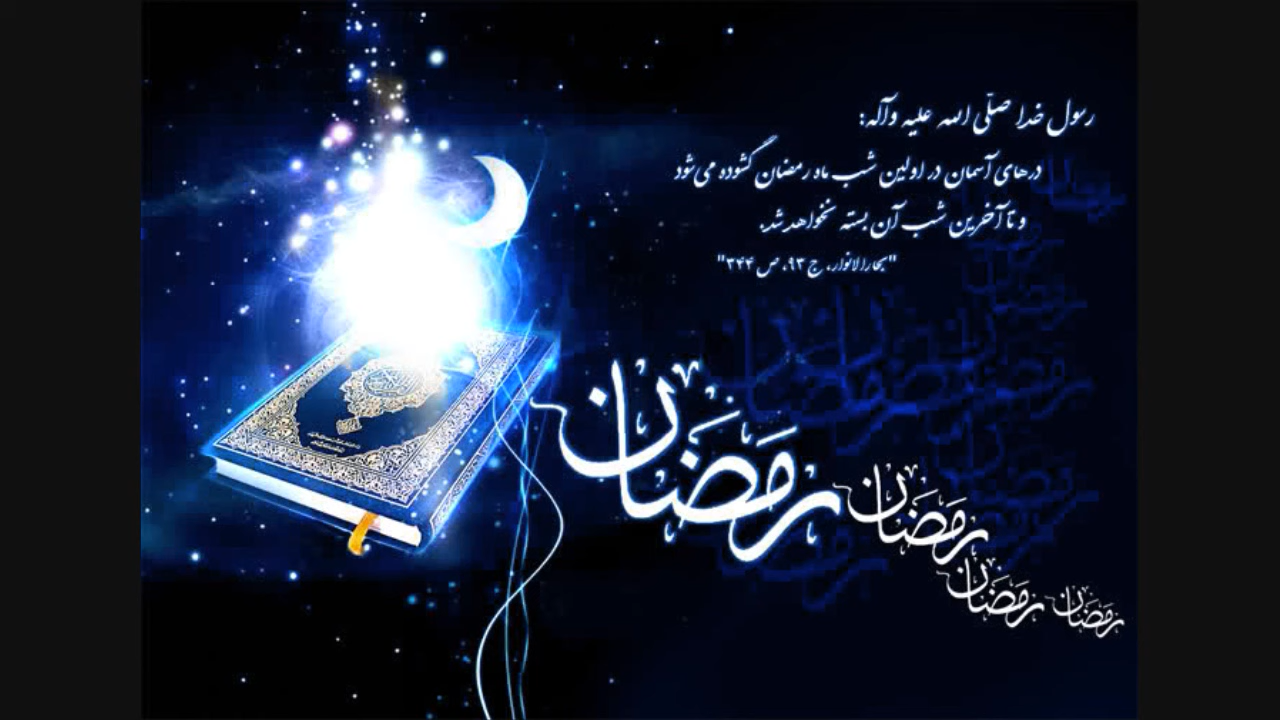 رسول خدا صلّی الله علیه وآله:
درهای آسمان در اولین شب ماه رمضان گشوده می‌شود
و تا آخرین شب آن بسته نخواهد شد.
"بحارالانوار، ج ۹۳، ص ۳۴۴"
رمضان
رمضان
رمضان
رمضان